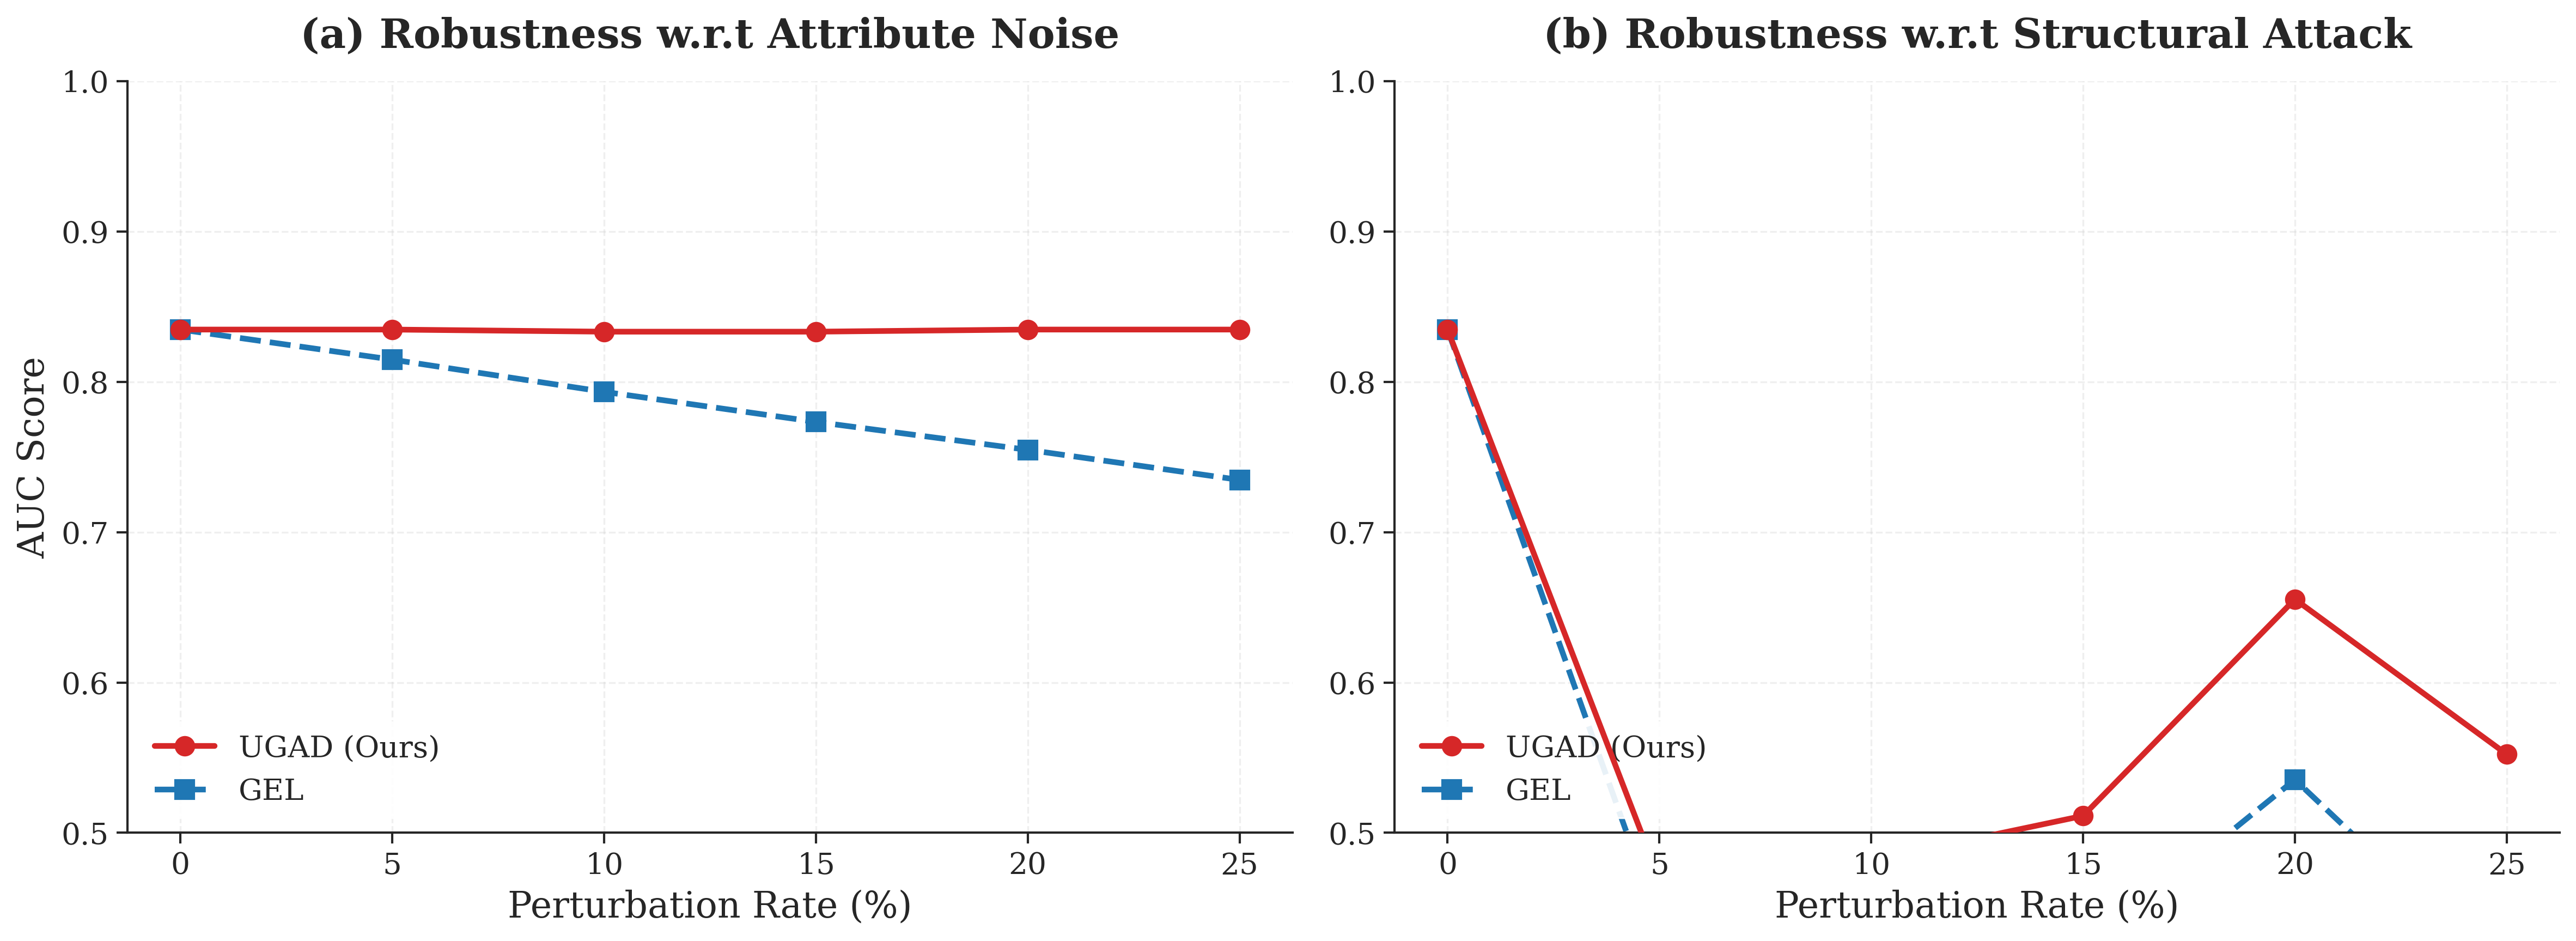 (a) Robustness w.r.t Attribute Noise
1.0
0.9
0.8
0.7
0.6
0.5
AUC Score
UGAD (Ours)
GEL
0 5 10 15 20 25
Perturbation Rate (%)
(b) Robustness w.r.t Structural Attack
1.0
0.9
0.8
0.7
0.6
0.5
UGAD (Ours)
GEL
0 5 10 15 20 25
Perturbation Rate (%)